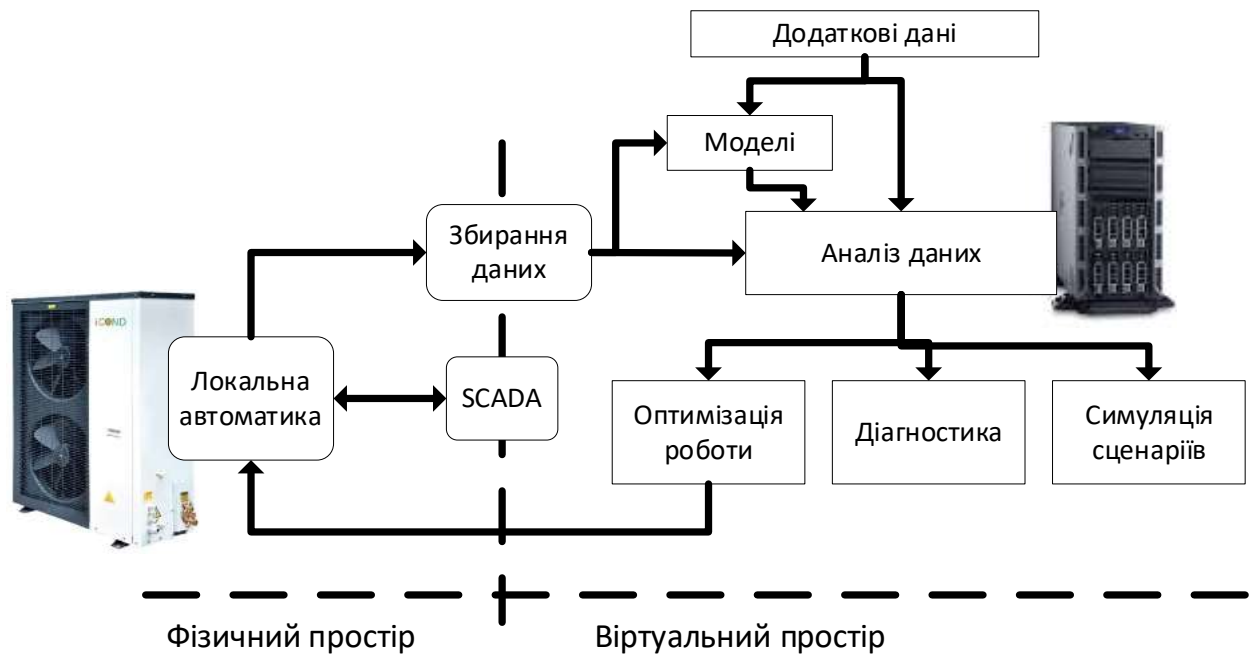 Додаткові дані
Моделі
Збирання
даних
Аналіз даних
iCOND
Локальна
автоматика
SCADA
Оптимізація
роботи
Діагностика
Симуляція
сценаріїв
Фізичний простір
Віртуальний простір